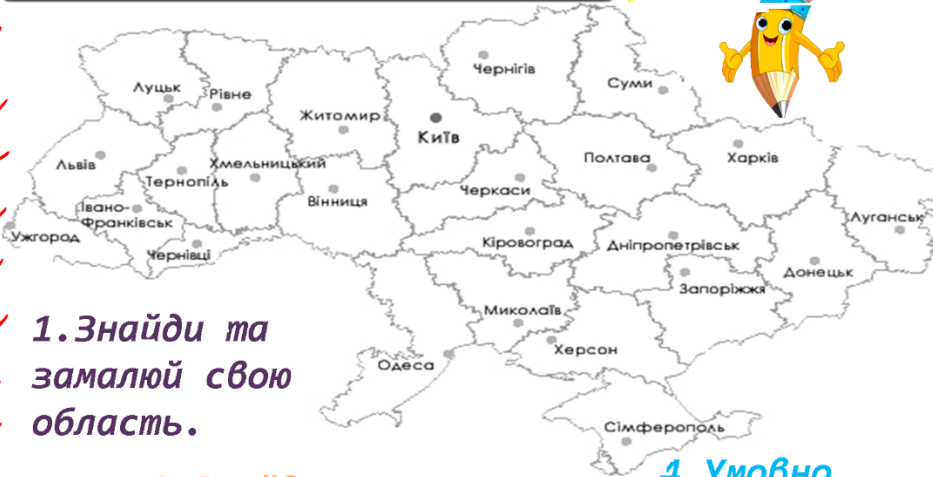 Чернігів
Суми
Луцьк
Рівне
Житомир
Київ
Львів
Хмельницький
Тернопіль
Полтава
Харків
Вінниця
Черкаси
Івано-
Франківськ
Ужгород
Чернівці
Кіровоград
Дніпропетрівськ
Луганськ
Донецьк
Запоріжжя
Миколаїв
Херсон
Одеса
Сімферополь
1.Знайди та
замалюй свою
область.
Умовно